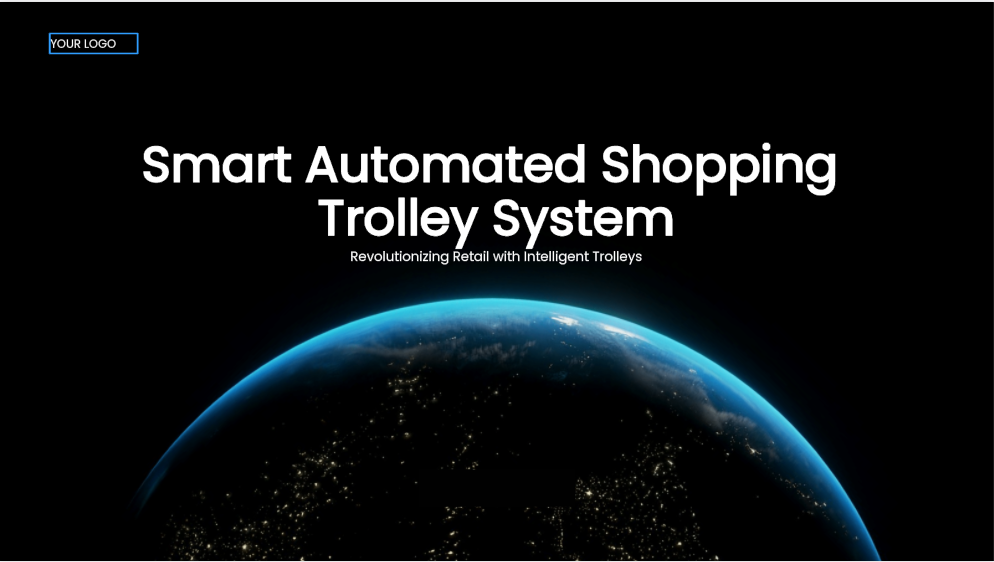 YOUR LOGO
Smart Automated Shopping
Trolley System
Revolutionizing Retail with Intelligent Trolleys